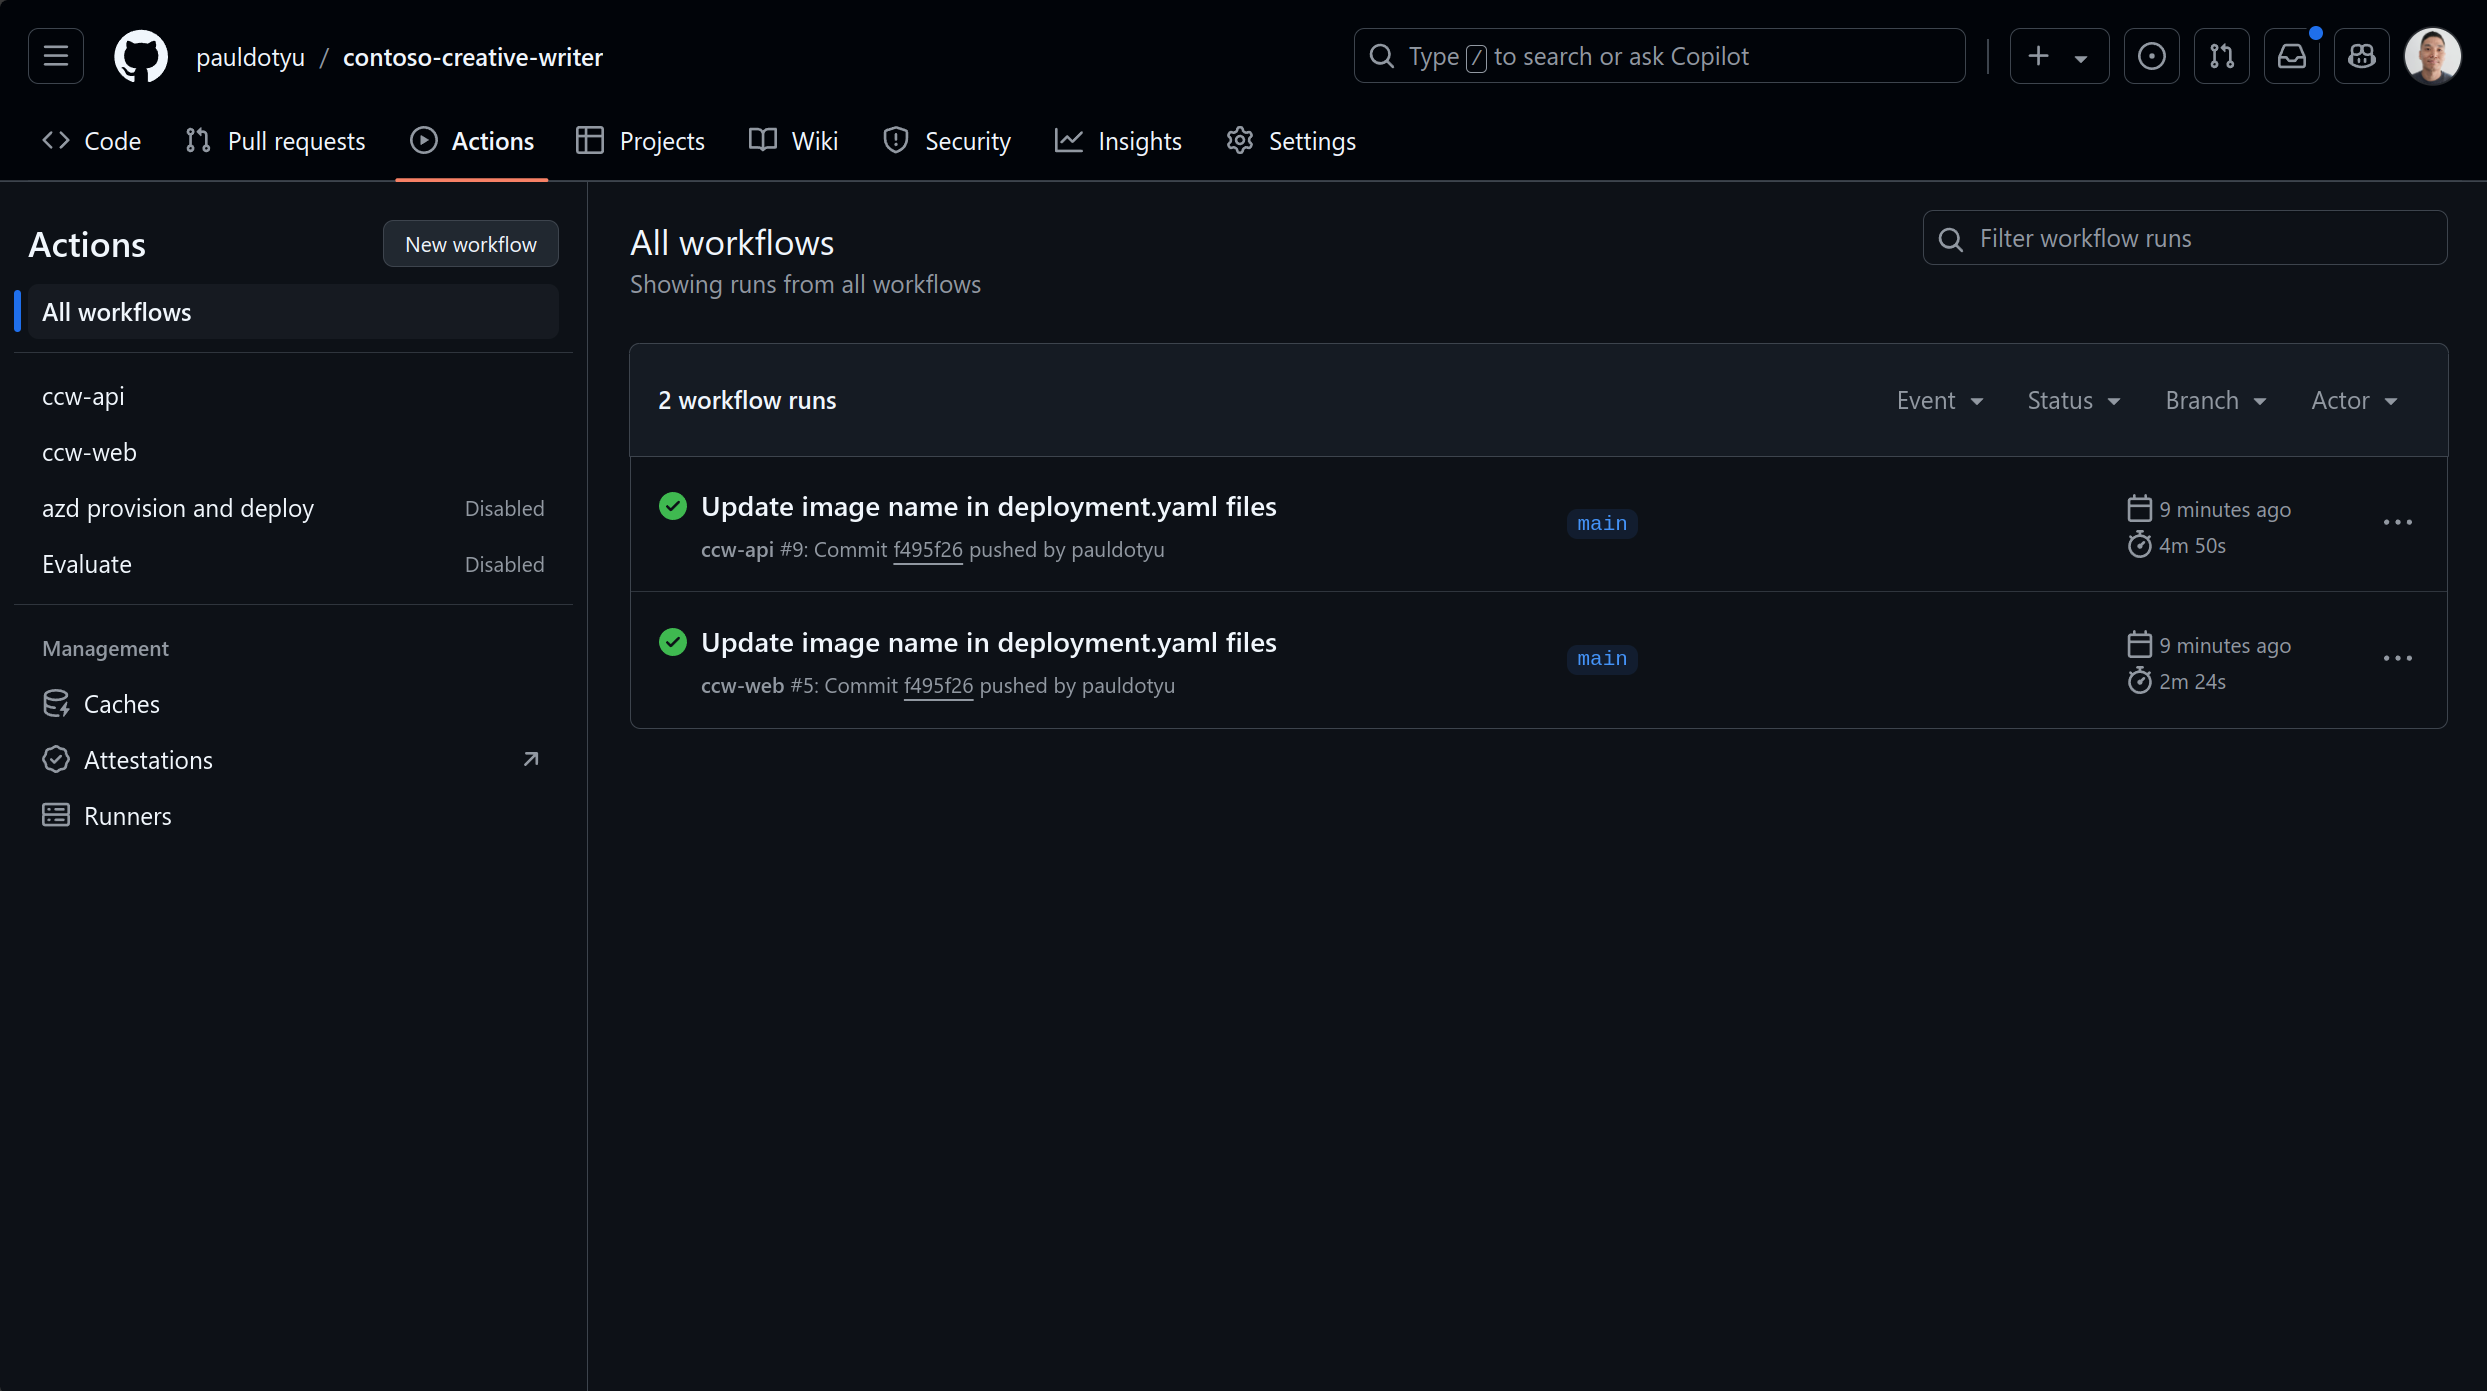 pauldotyu / contoso-creative-writer
Type / to search or ask Copilot
Code Pull requests Actions Projects Wiki Security Insights Settings
Actions
New workflow
All workflows
ccw-api
ccw-web
azd provision and deploy Disabled
Evaluate Disabled
Management
Caches
Attestations
Runners
All workflows
Showing runs from all workflows
Filter workflow runs
2 workflow runs
Event Status Branch Actor
Update image name in deployment.yaml files
ccw-api #9: Commit f495f26 pushed by pauldotyu
main
9 minutes ago
4m 50s
Update image name in deployment.yaml files
ccw-web #5: Commit f495f26 pushed by pauldotyu
main
9 minutes ago
2m 24s